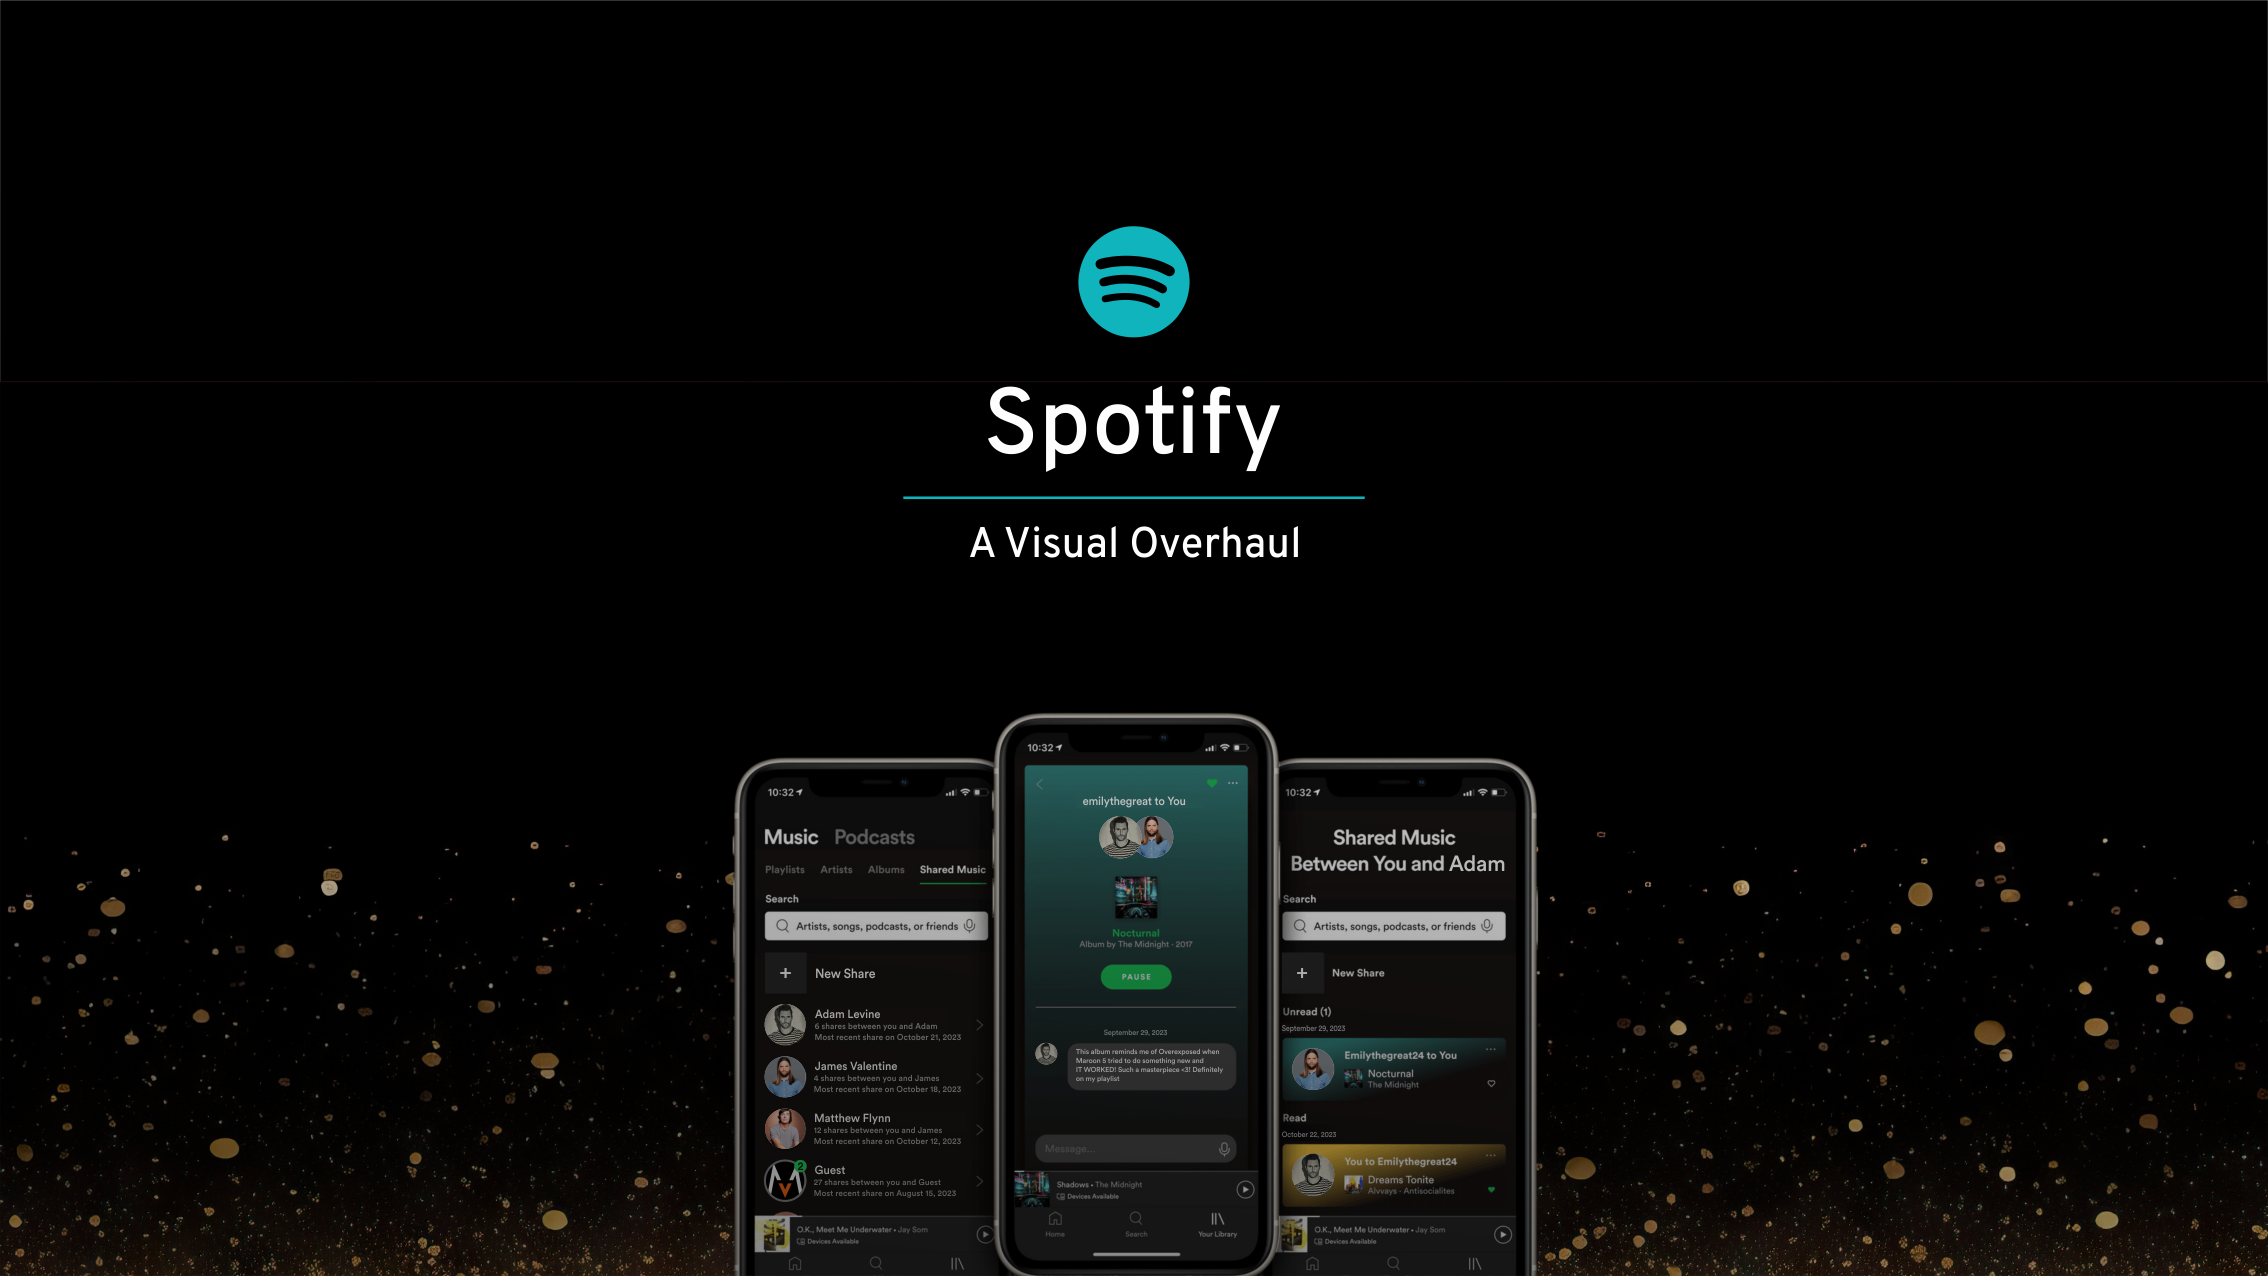 Spotify
A Visual Overhaul
10:32
Music Podcasts
Playlists Artists Albums Shared Music
Search
Artists, songs, podcasts, or friends
+ New Share
Adam Levine
6 shares between you and Adam
Most recent share on October 21, 2023
James Valentine
4 shares between you and James
Most recent share on October 18, 2023
Matthew Flynn
12 shares between you and James
Most recent share on October 12, 2023
2
Guest
27 shares between you and Guest
Most recent share on August 15, 2023
O.K., Meet Me Underwater • Jay Som
Devices Available
10:32
emilythegreat to You
Nocturnal
Album by The Midnight - 2017
PAUSE
September 29, 2023
This album reminds me of Overexposed when
Maroon 5 tried to do something new and
IT WORKED! Such a masterpiece <3! Definitely
on my playlist
Message...
Shadows • The Midnight
Devices Available
Home Search Your Library
10:32
Shared Music
Between You and Adam
Search
Artists, songs, podcasts, or friends
+ New Share
Unread (1)
September 29, 2023
Emilythegreat24 to You
Nocturnal
The Midnight
Read
October 22, 2023
You to Emilythegreat24
Dreams Tonite
Alvvays - Antisocialites
O.K., Meet Me Underwater • Jay Som
Devices Available